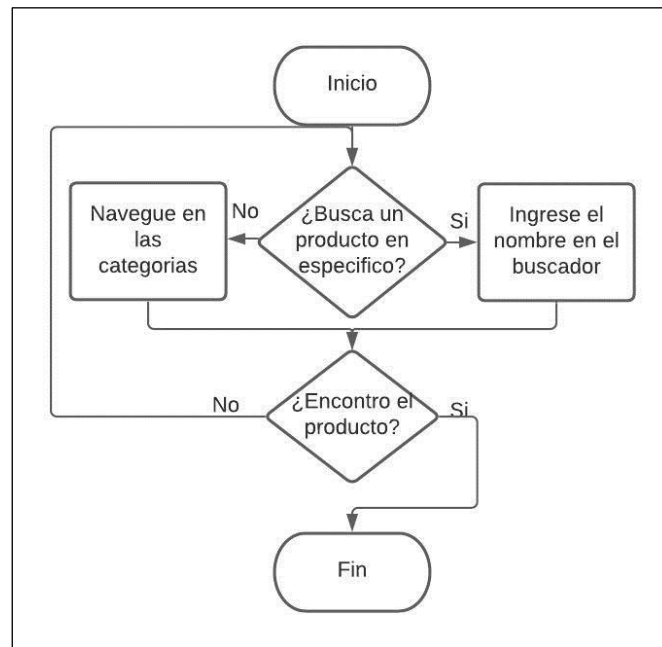 Inicio
Navegue en
las
categorias
No
¿Busca un
producto en
especifico?
Si
Ingrese el
nombre en el
buscador
No
¿Encontro el
producto?
Si
Fin